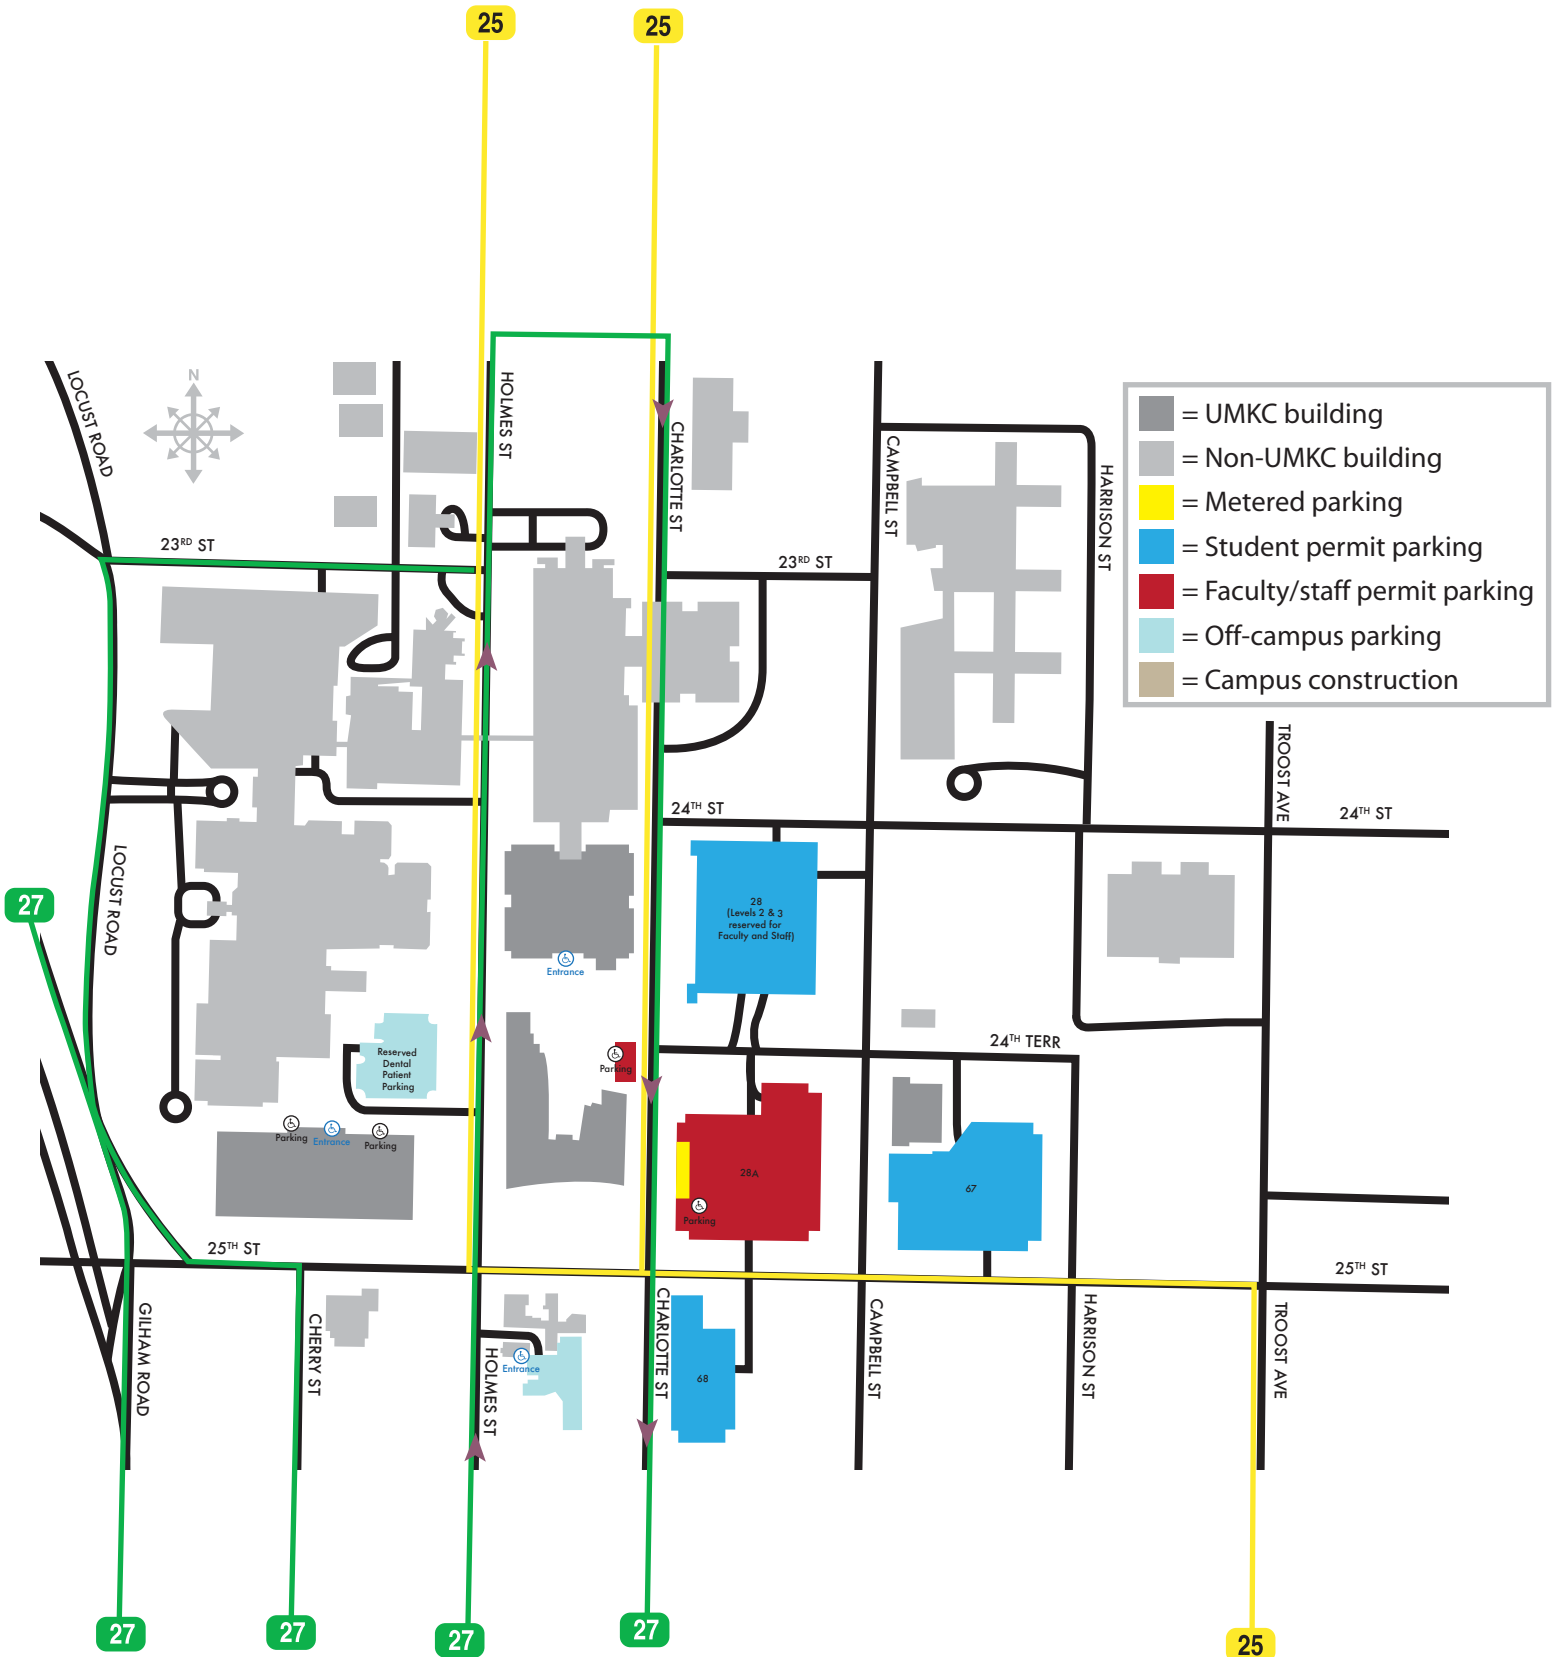 25
25
LOCUST ROAD
N
HOLMES ST
CHARLOTTE ST
CAMPBELL ST
HARRISON ST
= UMKC building
= Non-UMKC building
= Metered parking
= Student permit parking
= Faculty/staff permit parking
= Off-campus parking
= Campus construction
23RD ST
23RD ST
TROOST AVE
24TH ST
24TH ST
LOCUST ROAD
27
28
(Levels 2 & 3
reserved for
Faculty and Staff)
Entrance
Reserved
Dental
Patient
Parking
Parking
24TH TERR
Parking
Entrance
Parking
28A
Parking
67
25TH ST
25TH ST
GILHAM ROAD
CHERRY ST
HOLMES ST
Entrance
CHARLOTTE ST
68
CAMPBELL ST
HARRISON ST
TROOST AVE
27
27
27
27
25